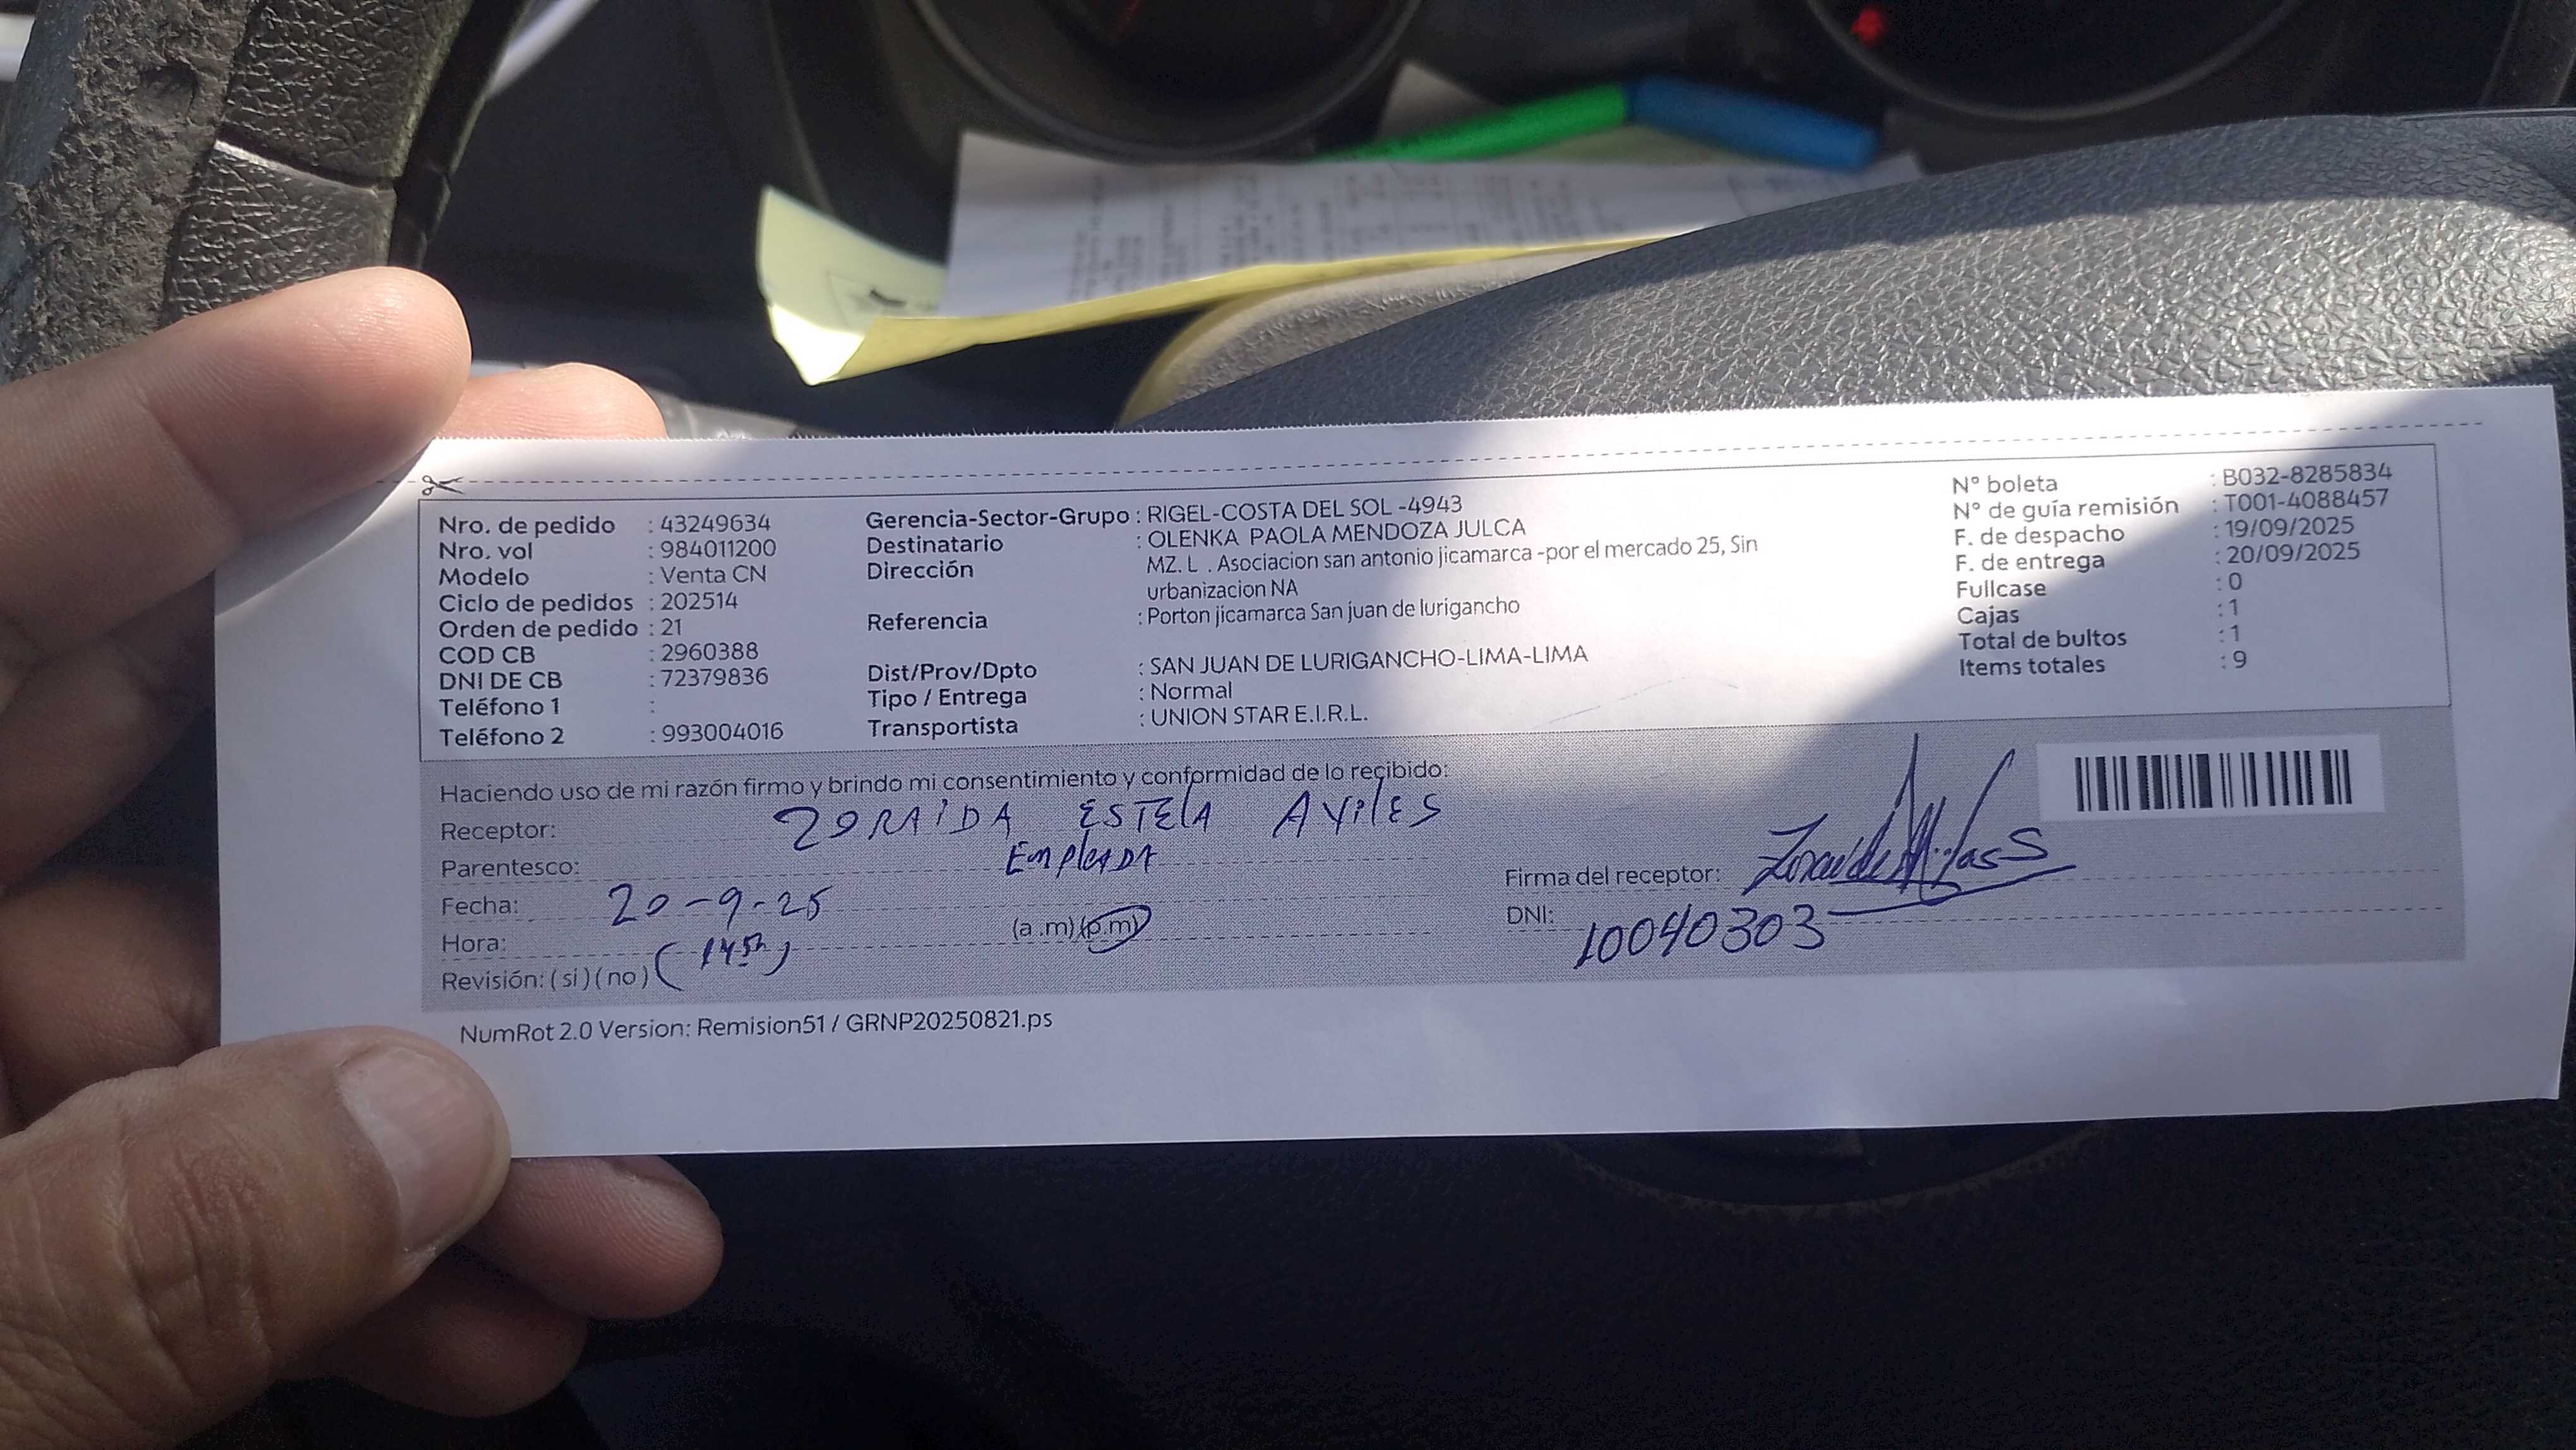 Nro. de pedido : 43249634
Nro. vol : 984011200
Modelo : Venta CN
Ciclo de pedidos : 202514
Orden de pedido : 21
COD CB : 2960388
DNI DE CB : 72379836
Teléfono 1 :
Teléfono 2 : 993004016
Gerencia-Sector-Grupo : RIGEL-COSTA DEL SOL -4943
Destinatario : OLENKA PAOLA MENDOZA JULCA
Dirección MZ. L . Asociacion san antonio jicamarca -por el mercado 25, Sin
urbanizacion NA
Referencia : Porton jicamarca San juan de lurigancho
Dist/Prov/Dpto : SAN JUAN DE LURIGANCHO-LIMA-LIMA
Tipo / Entrega : Normal
Transportista : UNION STAR E.I.R.L.
N° boleta : B032-8285834
N° de guía remisión : T001-4088457
F. de despacho : 19/09/2025
F. de entrega : 20/09/2025
Fullcase : 0
Cajas : 1
Total de bultos : 1
Items totales : 9
Haciendo uso de mi razón firmo y brindo mi consentimiento y conformidad de lo recibido:
Receptor: ZORAIDA ESTELA AVILES
Parentesco: EMPLEADA
Fecha: 20-9-25
Hora: (a.m) (p.m)
Revisión: ( si ) ( no )
Firma del receptor:
DNI: 10040303
NumRot 2.0 Version: Remision51 / GRNP20250821.ps